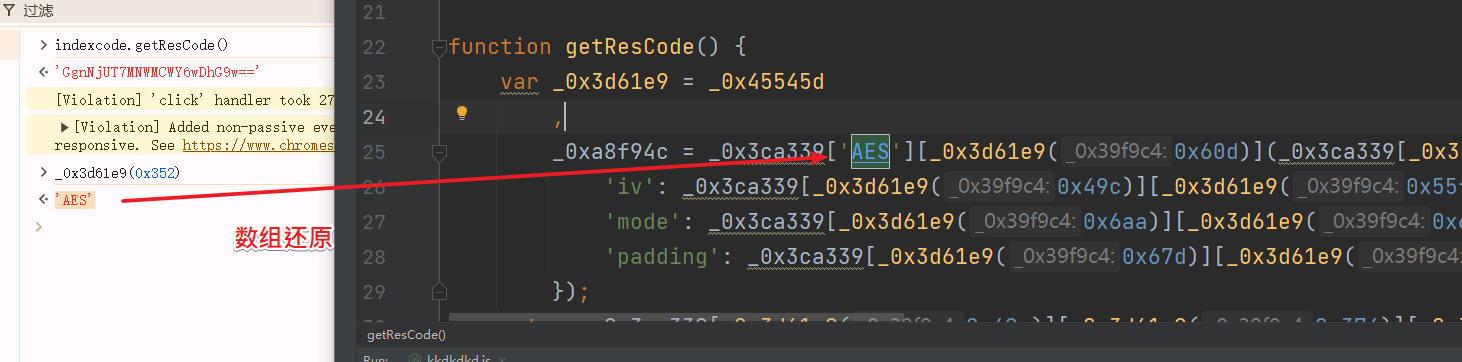 过滤
indexcode.getResCode()
'GgnNjUT7MNWMCWY6wDhG9w=='
[Violation] 'click' handler took 27
[Violation] Added non-passive eve
responsive. See https://www.chromes
_0x3d61e9(0x352)
'AES'
数组还原
21
22 function getResCode() {
23 var _0x3d61e9 = _0x45545d
24 ,
25 _0xa8f94c = _0x3ca339['AES'][_0x3d61e9( _0x39f9c4: 0x60d)](_0x3ca339[_0x3
26 'iv': _0x3ca339[_0x3d61e9( _0x39f9c4: 0x49c)][_0x3d61e9( _0x39f9c4: 0x55
27 'mode': _0x3ca339[_0x3d61e9( _0x39f9c4: 0x6aa)][_0x3d61e9( _0x39f9c4: 0x6
28 'padding': _0x3ca339[_0x3d61e9( _0x39f9c4: 0x67d)][_0x3d61e9( _0x39f9c4:
29 });
getResCode()
Run: kkdkdkd.js